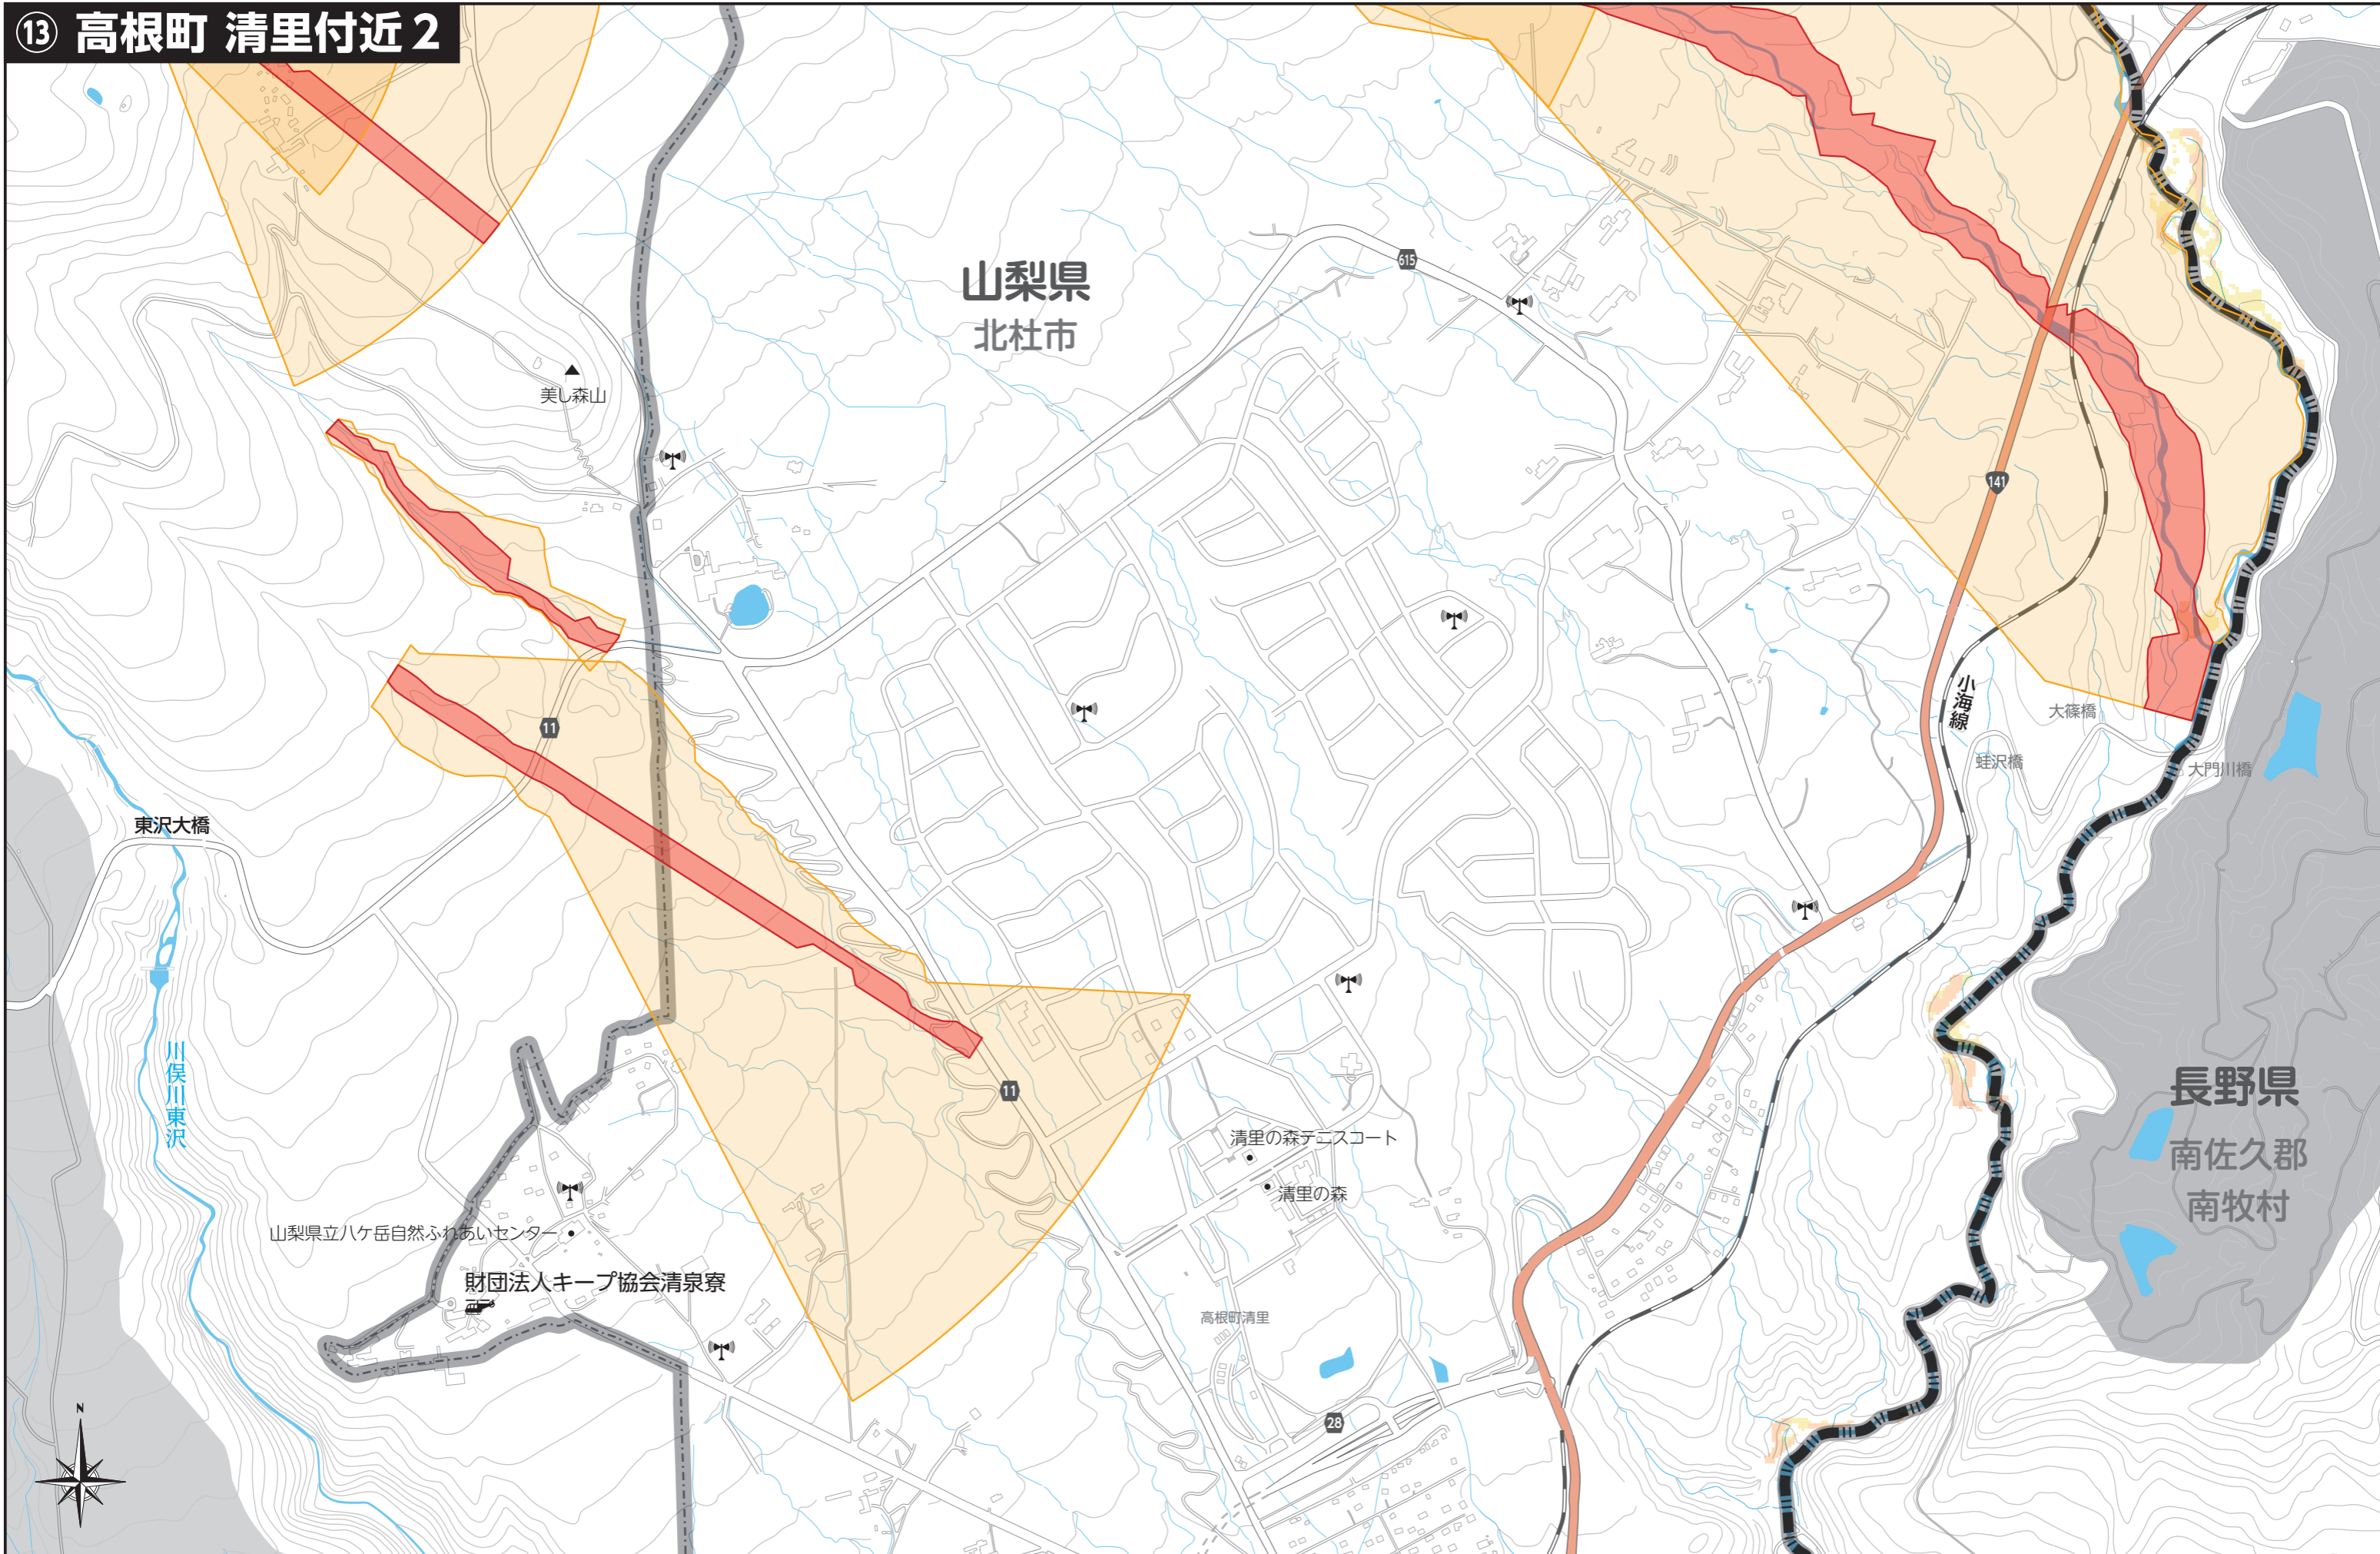 ⑬ 高根町 清里付近2
山梨県
北杜市
615
美し森山
141
小海線
大篠橋
蛙沢橋
大門川橋
11
東沢大橋
川俣川東沢
11
長野県
南佐久郡
南牧村
清里の森テニスコート
清里の森
山梨県立八ケ岳自然ふれあいセンター
財団法人キープ協会清泉寮
高根町清里
28
N